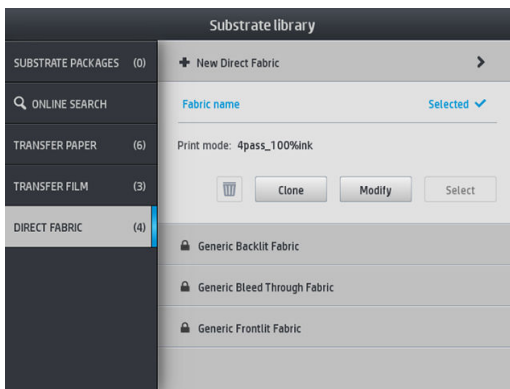 Substrate library
SUBSTRATE PACKAGES (0)
ONLINE SEARCH
TRANSFER PAPER (6)
TRANSFER FILM (3)
DIRECT FABRIC (4)
New Direct Fabric
Fabric name Selected
Print mode: 4pass_100%ink
Clone Modify Select
Generic Backlit Fabric
Generic Bleed Through Fabric
Generic Frontlit Fabric